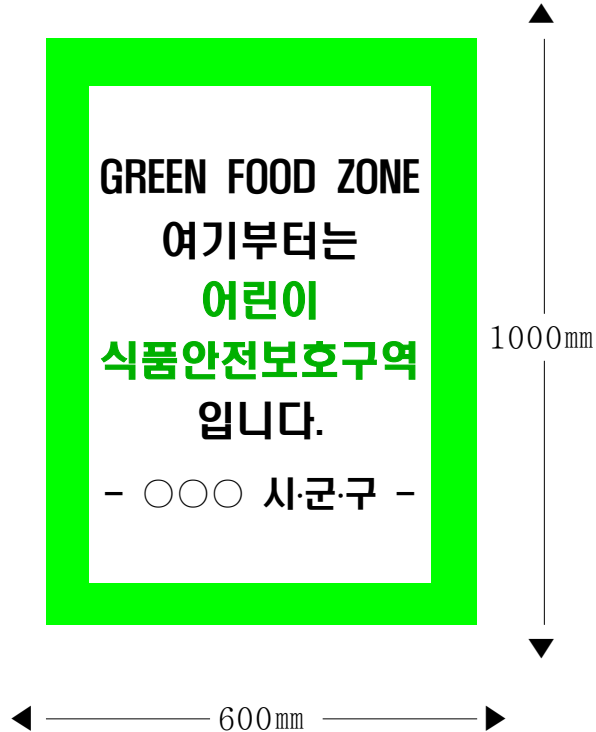 GREEN FOOD ZONE
여기부터는
어린이
식품안전보호구역
입니다.
- ○○○ 시·군·구 -
1000㎜
600㎜